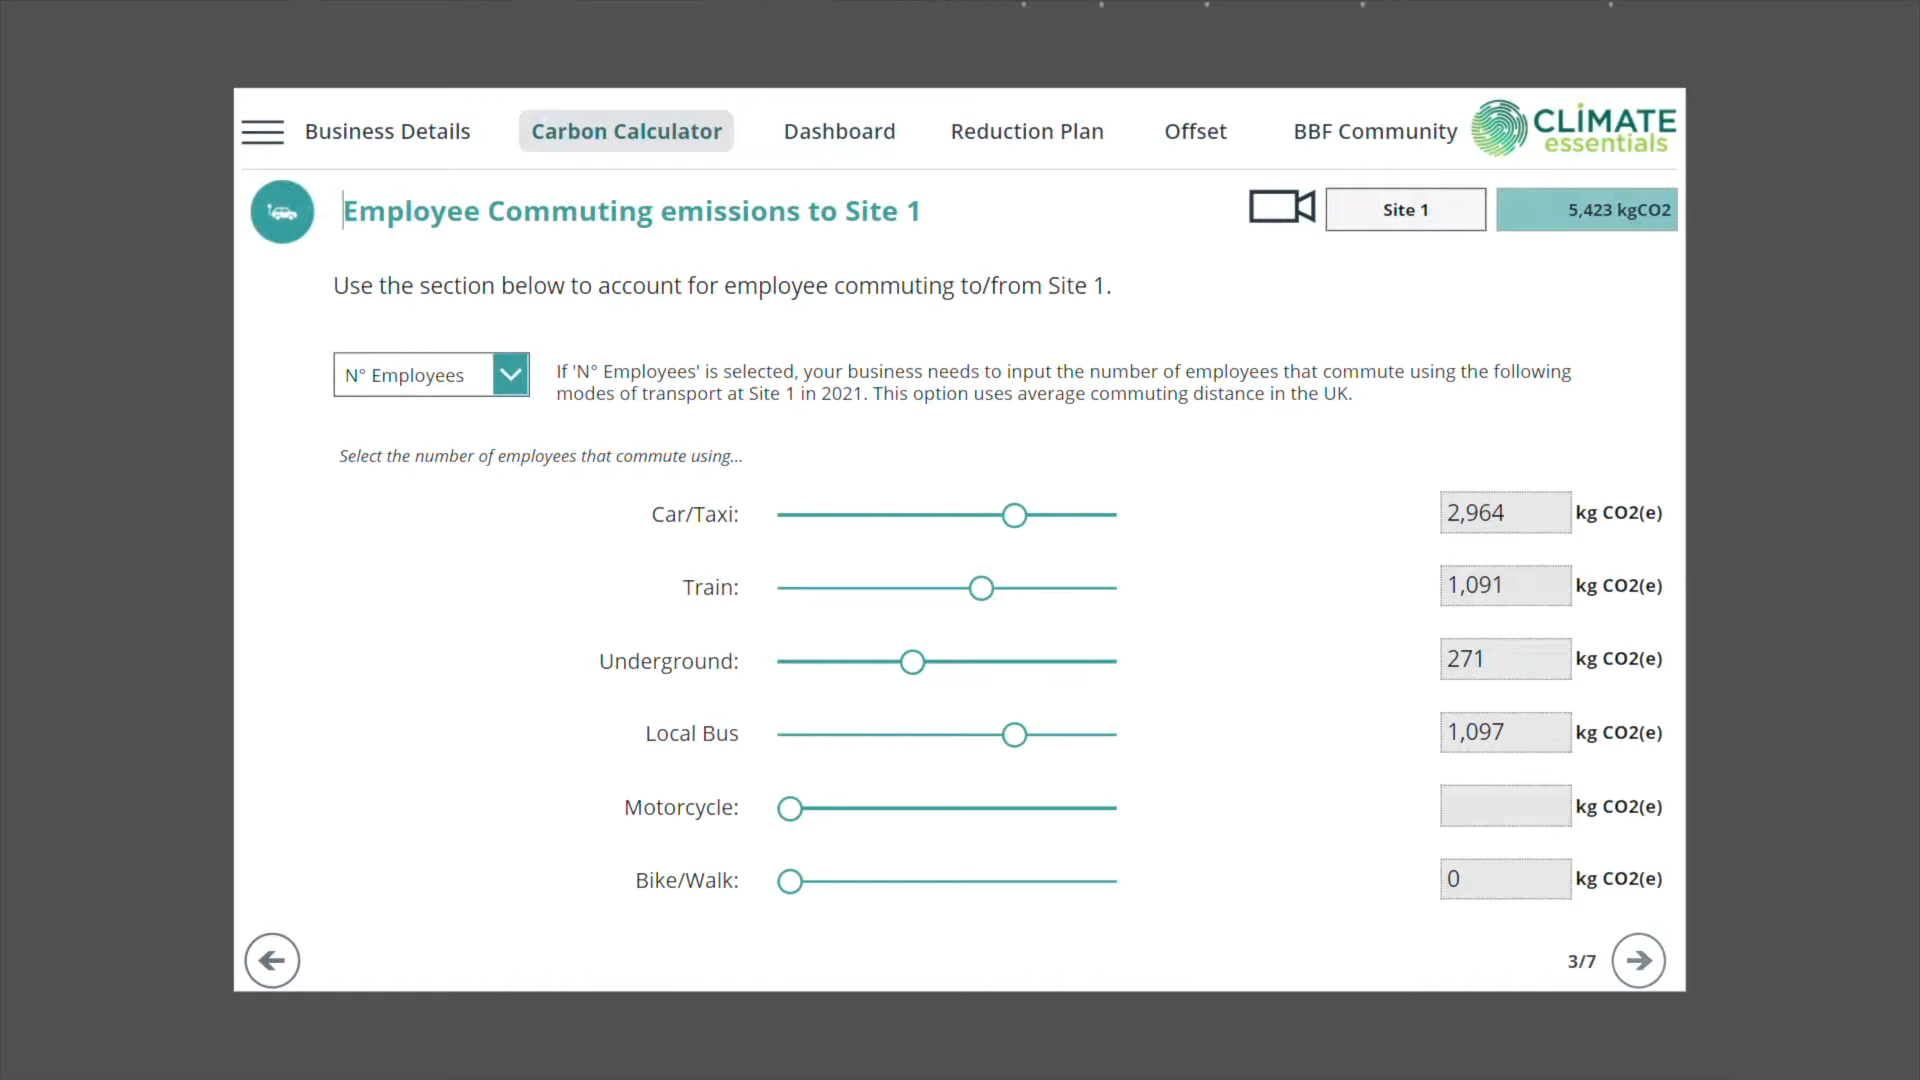 Business Details
Carbon Calculator
Dashboard
Reduction Plan
Offset
BBF Community
CLiMATE
essentials
Employee Commuting emissions to Site 1
Site 1
5,423 kgCO2
Use the section below to account for employee commuting to/from Site 1.
N° Employees
If 'N° Employees' is selected, your business needs to input the number of employees that commute using the following
modes of transport at Site 1 in 2021. This option uses average commuting distance in the UK.
Select the number of employees that commute using...
Car/Taxi:
2,964
kg CO2(e)
Train:
1,091
kg CO2(e)
Underground:
271
kg CO2(e)
Local Bus
1,097
kg CO2(e)
Motorcycle:
kg CO2(e)
Bike/Walk:
0
kg CO2(e)
3/7